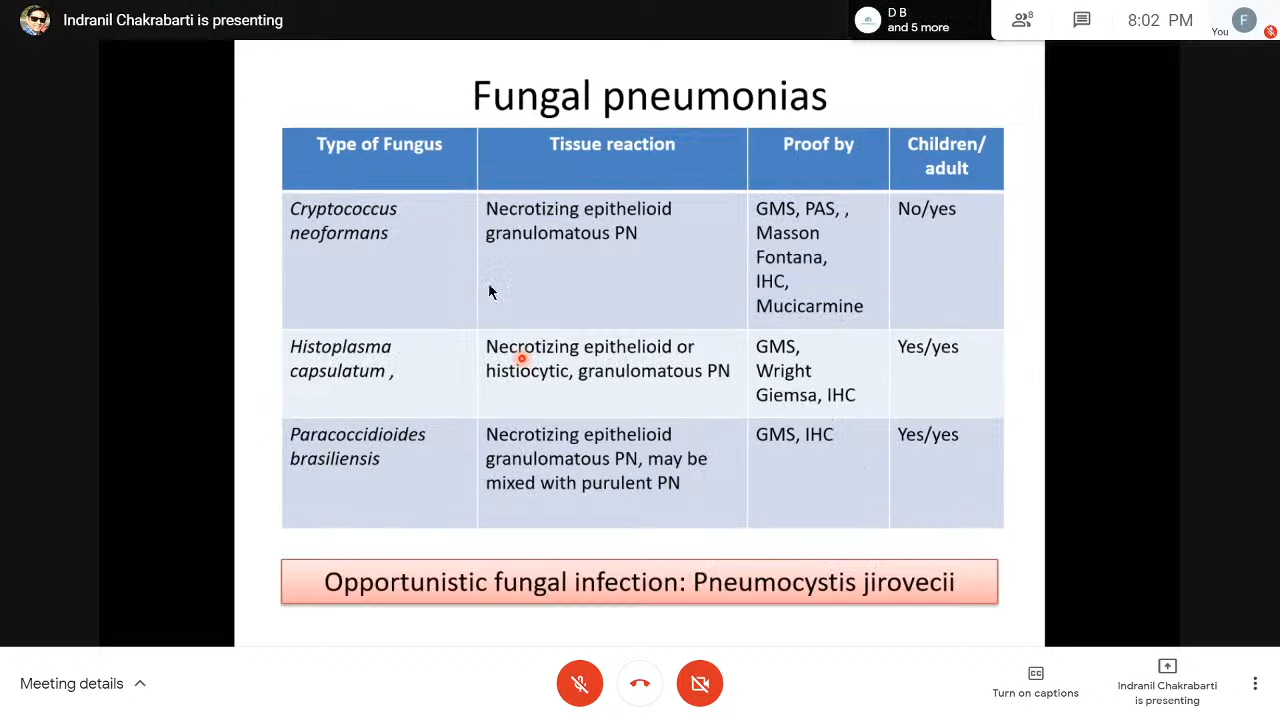 Indranil Chakrabarti is presenting
D B
and 5 more
8
8:02 PM
You
F
Fungal pneumonias
Type of Fungus
Tissue reaction
Proof by
Children/
adult
Cryptococcus
neoformans
Necrotizing epithelioid
granulomatous PN
GMS, PAS, ,
Masson
Fontana,
IHC,
Mucicarmine
No/yes
Histoplasma
capsulatum ,
Necrotizing epithelioid or
histiocytic, granulomatous PN
GMS,
Wright
Giemsa, IHC
Yes/yes
Paracoccidioides
brasiliensis
Necrotizing epithelioid
granulomatous PN, may be
mixed with purulent PN
GMS, IHC
Yes/yes
Opportunistic fungal infection: Pneumocystis jirovecii
Meeting details
CC
Turn on captions
Indranil Chakrabarti
is presenting